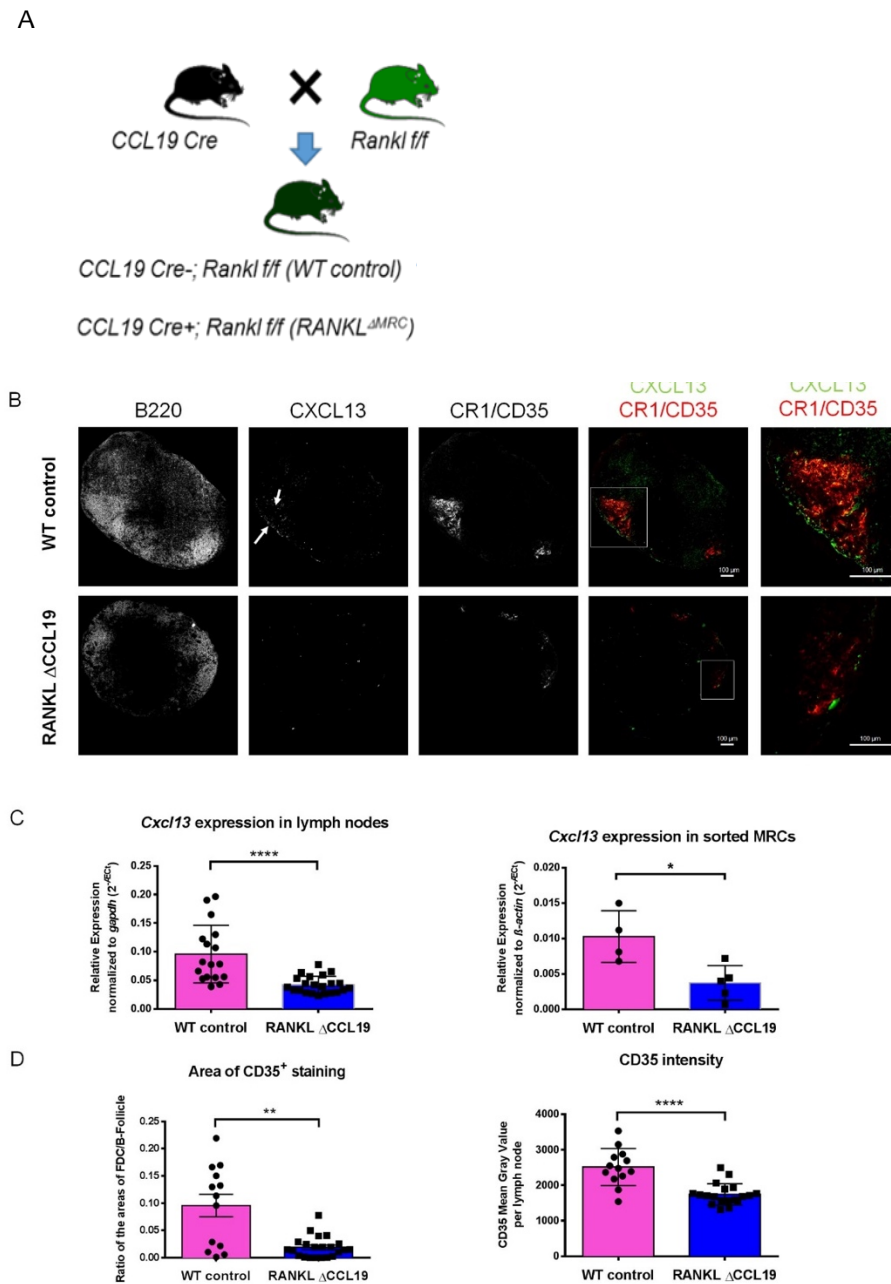 A
CCL19 Cre
Rankl f/f
CCL19 Cre-; Rankl f/f (WT control)
CCL19 Cre+; Rankl f/f (RANKL^ΔMRC)
B
B220
CXCL13
CR1/CD35
CXCL13
CR1/CD35
CXCL13
CR1/CD35
WT control
100 µm
100 µm
RANKL ΔCCL19
100 µm
100 µm
C
Cxcl13 expression in lymph nodes
****
Relative Expression
normalized to gapdh (2^-ÆCt)
0.25
0.20
0.15
0.10
0.05
0.00
WT control
RANKL ΔCCL19
Cxcl13 expression in sorted MRCs
*
Relative Expression
normalized to ß-actin (2^-ÆCt)
0.020
0.015
0.010
0.005
0.000
WT control
RANKL ΔCCL19
D
Area of CD35+ staining
**
Ratio of the areas of FDC/B-Follicle
0.25
0.20
0.15
0.10
0.05
0.00
WT control
RANKL ΔCCL19
CD35 intensity
****
CD35 Mean Gray Value
per lymph node
4000
3000
2000
1000
0
WT control
RANKL ΔCCL19